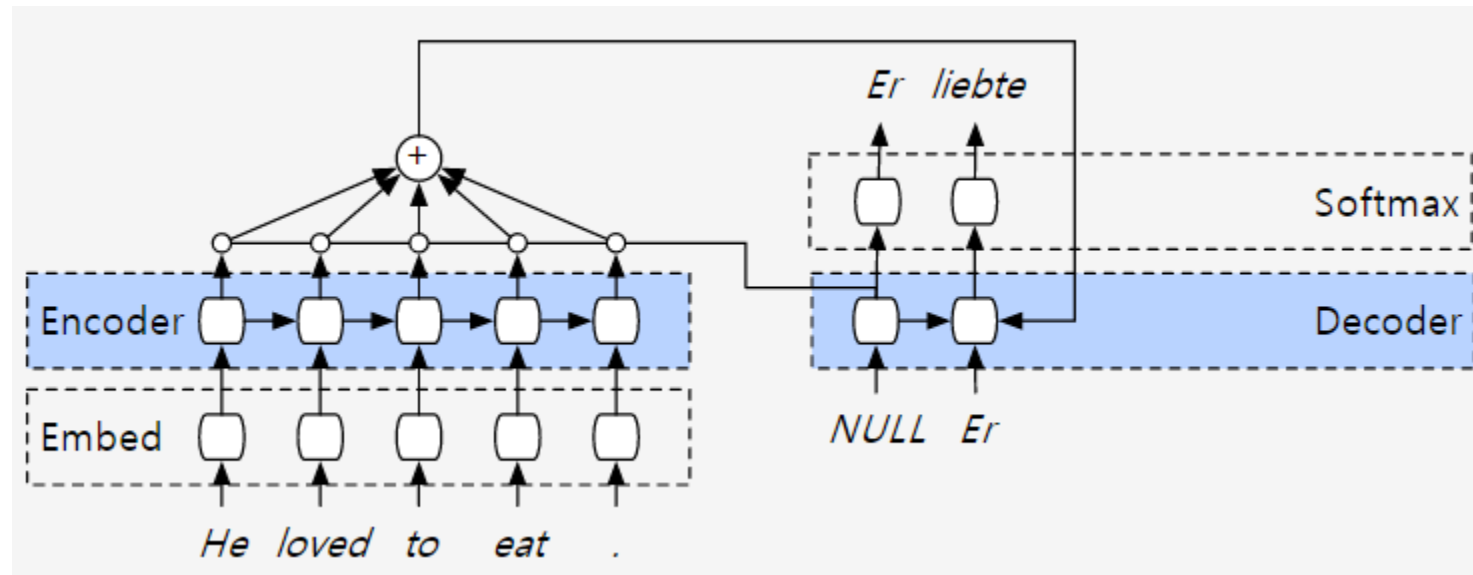 Er liebte
+
Softmax
Encoder
Decoder
Embed
NULL Er
He loved to eat .